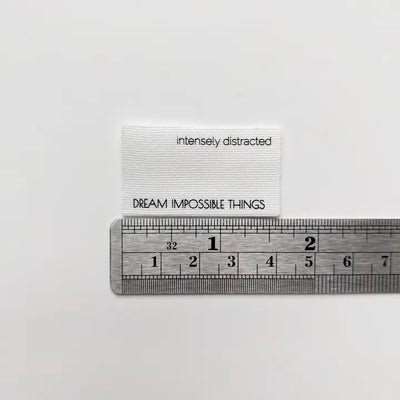 intensely distracted
DREAM IMPOSSIBLE THINGS
32 1 2
1 2 3 4 5 6 7